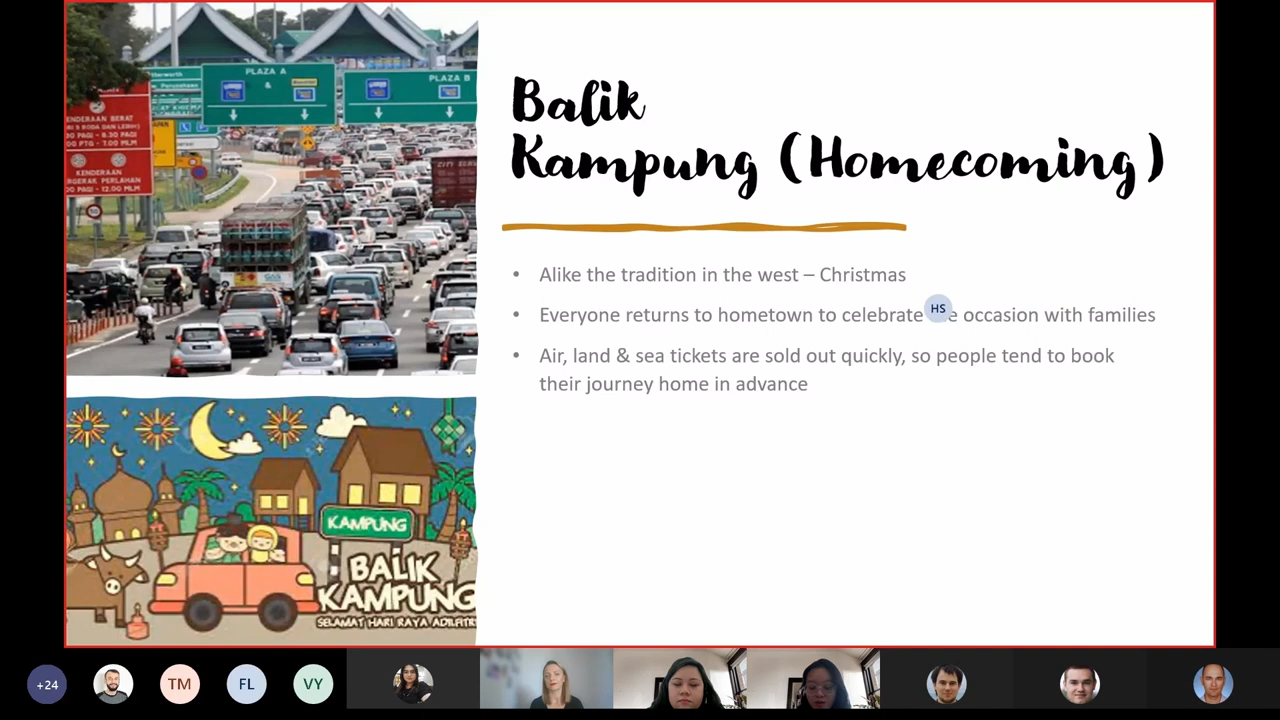 PLAZA A
&
PLAZA B
KENDERAAN
Balik
Kampung (Homecoming)
• Alike the tradition in the west – Christmas
• Everyone returns to hometown to celebrate HS e occasion with families
• Air, land & sea tickets are sold out quickly, so people tend to book
their journey home in advance
KAMPUNG
BALIK
KAMPUNG
SELAMAT HARI RAYA
+24
TM
FL
VY